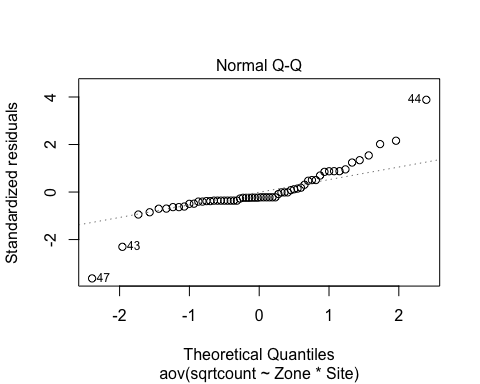 Normal Q-Q
Standardized residuals
4
2
0
-2
44
43
47
-2 -1 0 1 2
Theoretical Quantiles
aov(sqrtcount ~ Zone * Site)